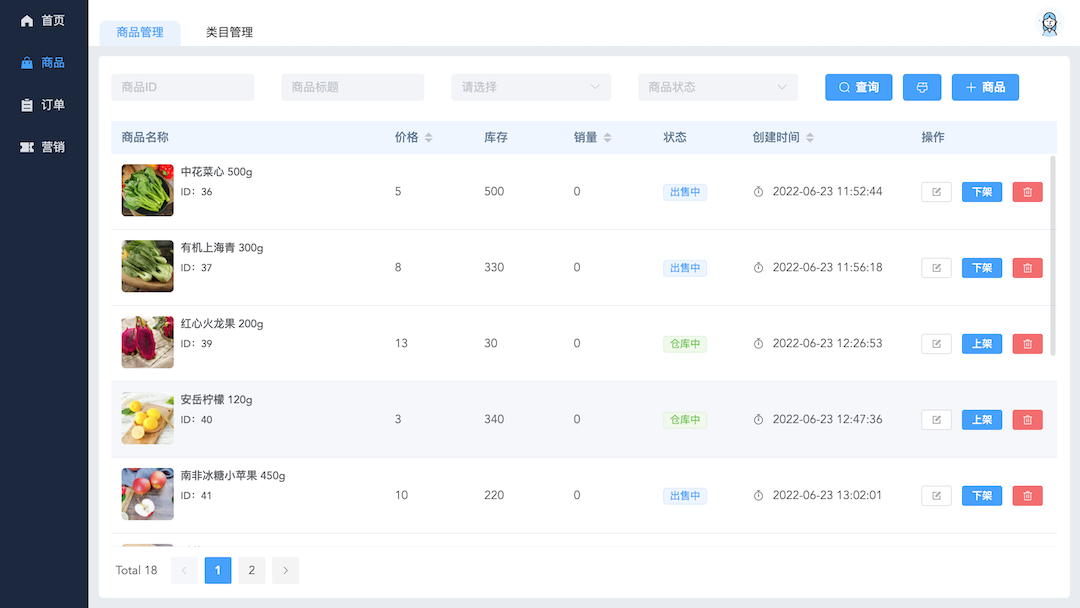 首页
商品
订单
营销
商品管理 类目管理
商品ID 商品标题 请选择 商品状态 查询 商品
商品名称 价格 库存 销量 状态 创建时间 操作
中花菜心 500g
ID：36 5 500 0 出售中 2022-06-23 11:52:44 下架
有机上海青 300g
ID：37 8 330 0 出售中 2022-06-23 11:56:18 下架
红心火龙果 200g
ID：39 13 30 0 仓库中 2022-06-23 12:26:53 上架
安岳柠檬 120g
ID：40 3 340 0 仓库中 2022-06-23 12:47:36 上架
南非冰糖小苹果 450g
ID：41 10 220 0 出售中 2022-06-23 13:02:01 下架
Total 18 1 2